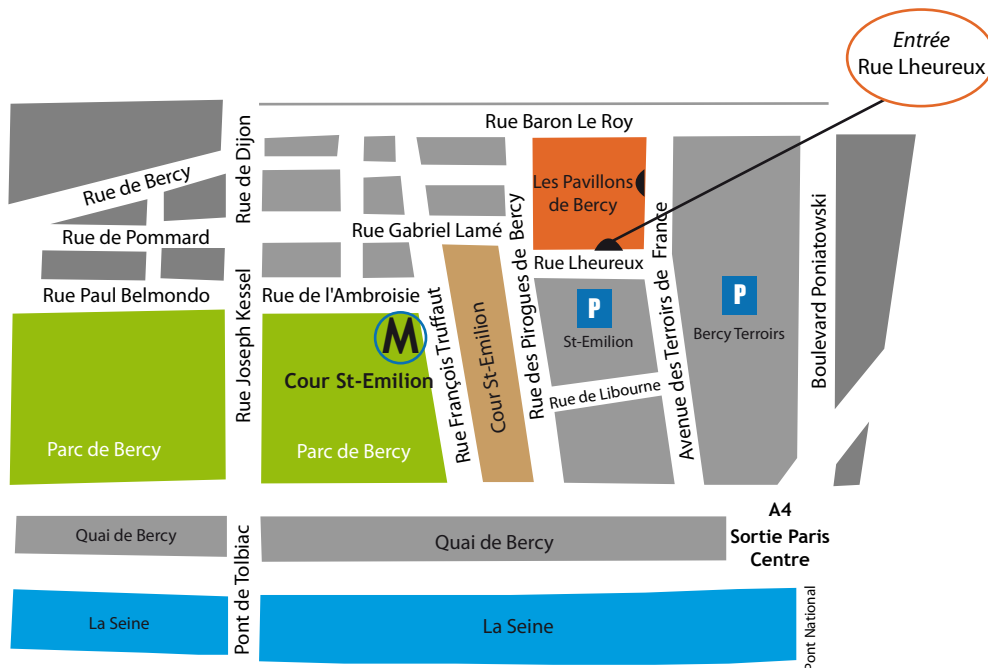 Entrée
Rue Lheureux
Rue Baron Le Roy
Rue de Dijon
Rue de Bercy
Les Pavillons
de Bercy
Rue de Pommard
Rue Gabriel Lamé
Rue des Pirogues de Bercy
Rue Lheureux
Avenue des Terroirs de France
Boulevard Poniatowski
Rue Paul Belmondo
Rue Joseph Kessel
Rue de l'Ambroisie
M
Cour St-Emilion
Rue François Truffaut
Cour St-Emilion
P
St-Emilion
P
Bercy Terroirs
Rue de Libourne
Parc de Bercy
Parc de Bercy
A4
Sortie Paris
Centre
Quai de Bercy
Quai de Bercy
Pont de Tolbiac
La Seine
La Seine
Pont National